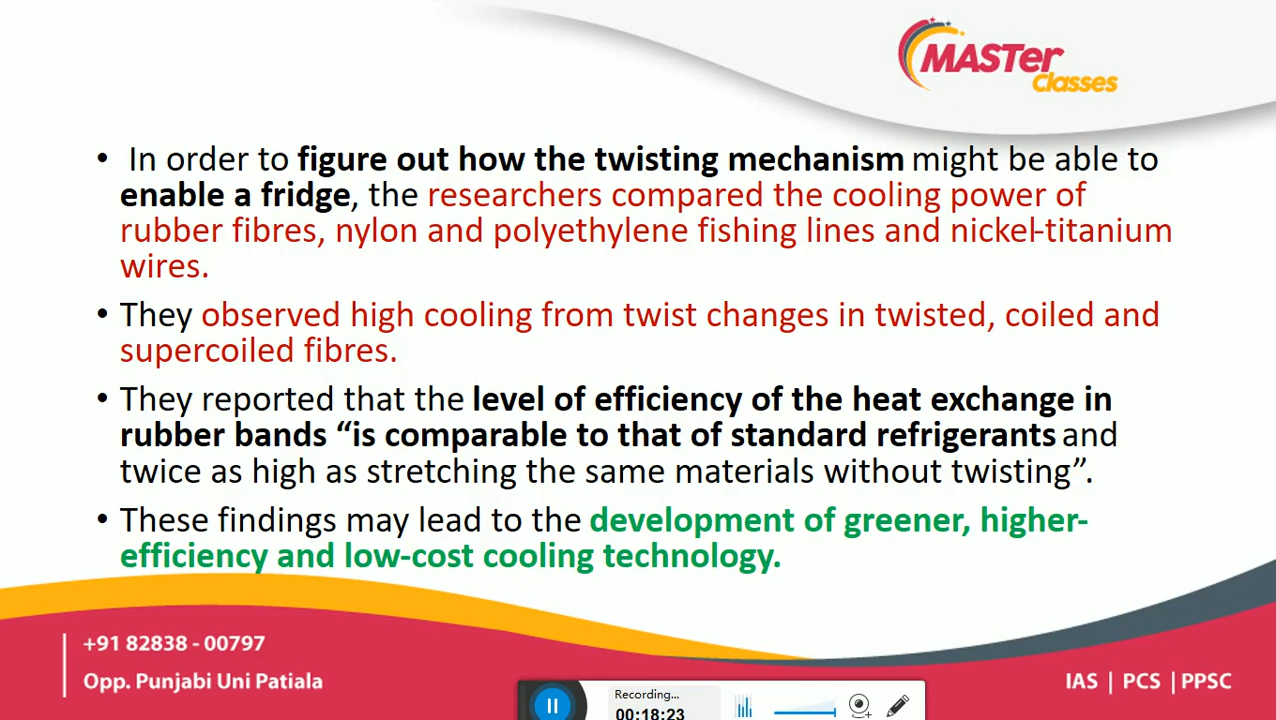 MASTer
Classes
• In order to figure out how the twisting mechanism might be able to
enable a fridge, the researchers compared the cooling power of
rubber fibres, nylon and polyethylene fishing lines and nickel-titanium
wires.
• They observed high cooling from twist changes in twisted, coiled and
supercoiled fibres.
• They reported that the level of efficiency of the heat exchange in
rubber bands “is comparable to that of standard refrigerants and
twice as high as stretching the same materials without twisting”.
• These findings may lead to the development of greener, higher-
efficiency and low-cost cooling technology.
+91 82838 - 00797
Opp. Punjabi Uni Patiala
IAS | PCS | PPSC
Recording...
00:18:23